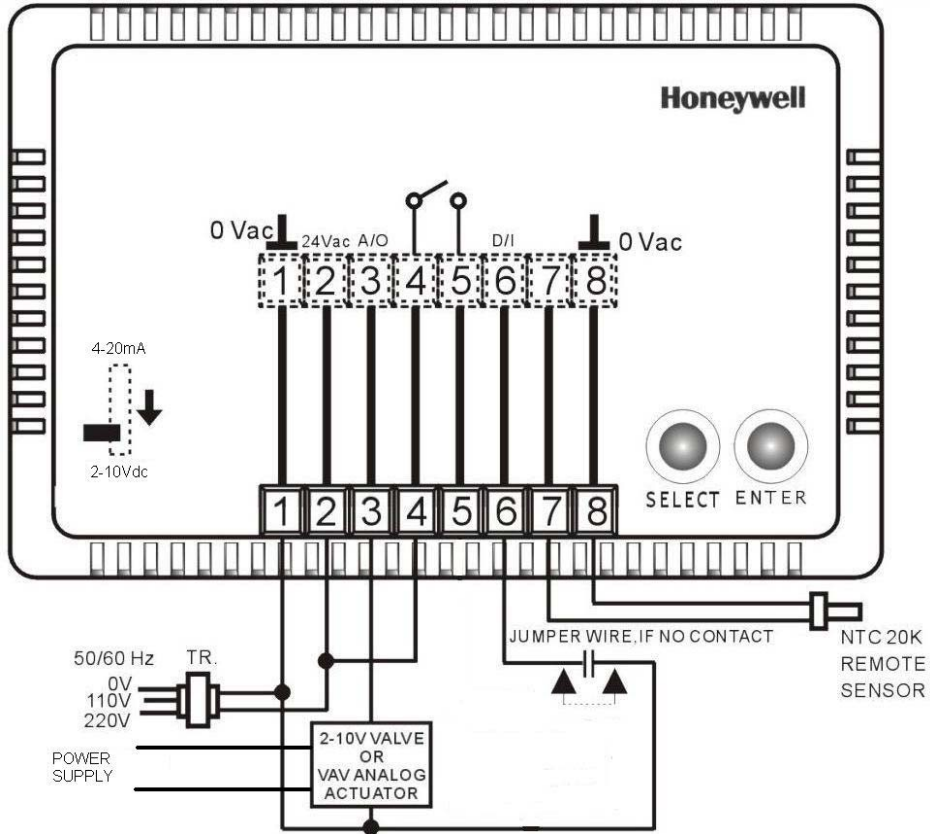 Honeywell
0 Vac
24Vac A/O
D/I
0 Vac
1 2 3 4 5 6 7 8
4-20mA
2-10Vdc
SELECT ENTER
1 2 3 4 5 6 7 8
JUMPER WIRE,IF NO CONTACT
NTC 20K
REMOTE
SENSOR
50/60 Hz
TR.
0V
110V
220V
POWER
SUPPLY
2-10V VALVE
OR
VAV ANALOG
ACTUATOR